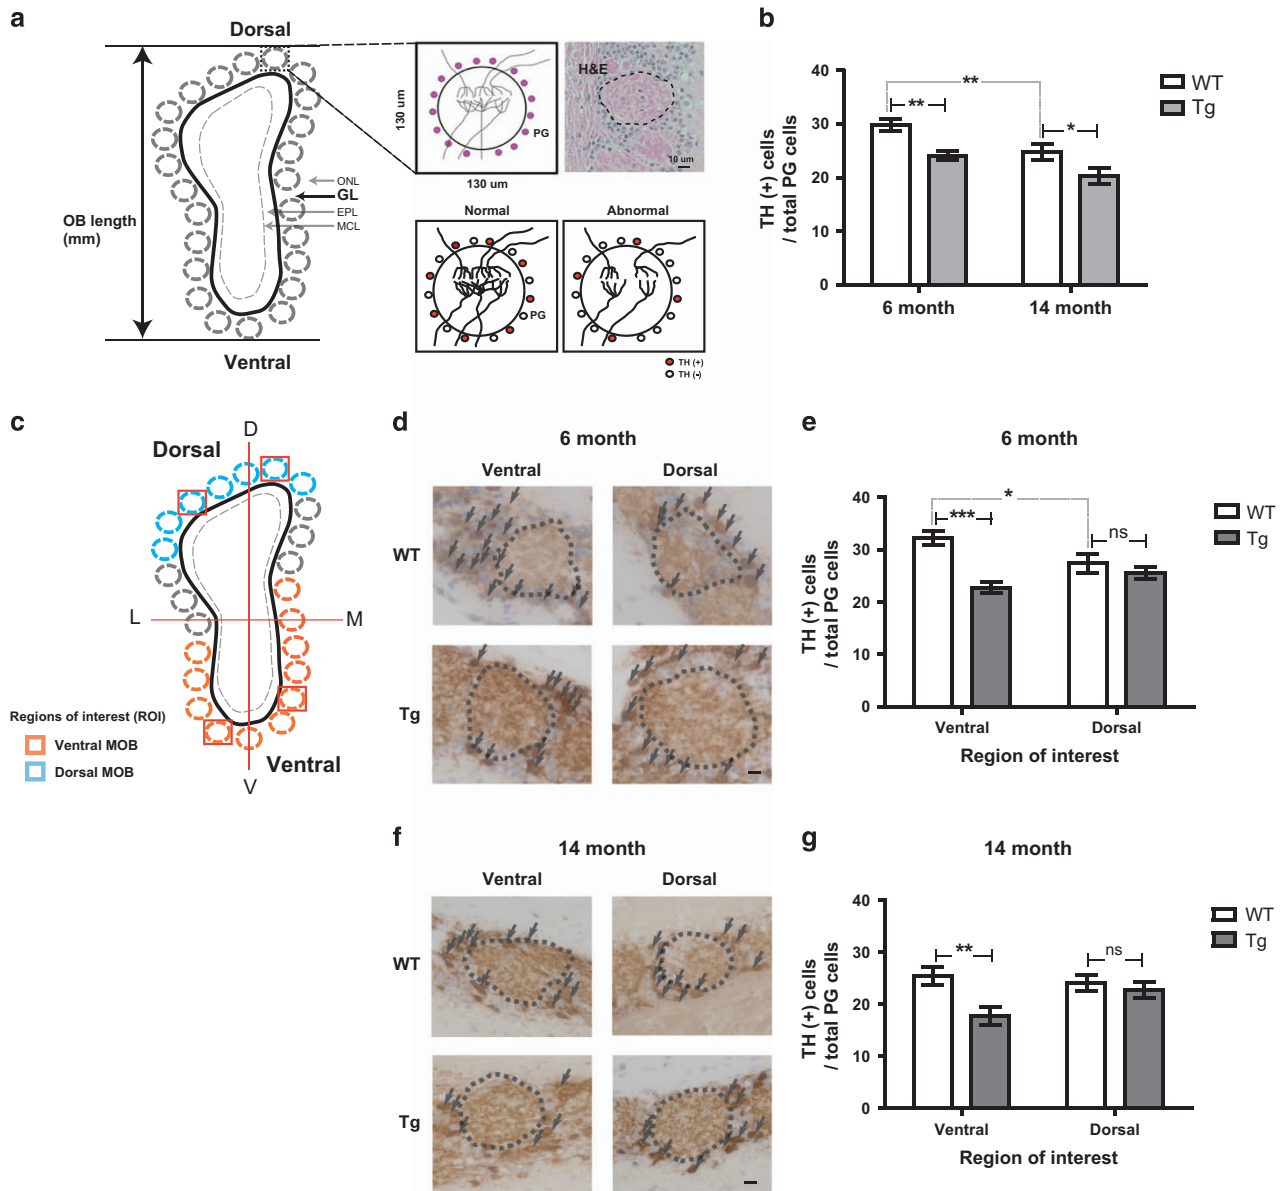 a
Dorsal
OB length
(mm)
ONL
GL
EPL
MCL
Ventral
130 um
PG
130 um
H&E
10 um
Normal
Abnormal
PG
TH (+)
TH (-)
b
TH (+) cells
/ total PG cells
40
30
20
10
0
**
**
*
WT
Tg
6 month
14 month
c
D
Dorsal
L
M
Regions of interest (ROI)
Ventral MOB
Dorsal MOB
Ventral
V
d
6 month
Ventral
Dorsal
WT
Tg
e
6 month
TH (+) cells
/ total PG cells
40
30
20
10
0
*
***
ns
WT
Tg
Ventral
Dorsal
Region of interest
f
14 month
Ventral
Dorsal
WT
Tg
g
14 month
TH (+) cells
/ total PG cells
40
30
20
10
0
**
ns
WT
Tg
Ventral
Dorsal
Region of interest